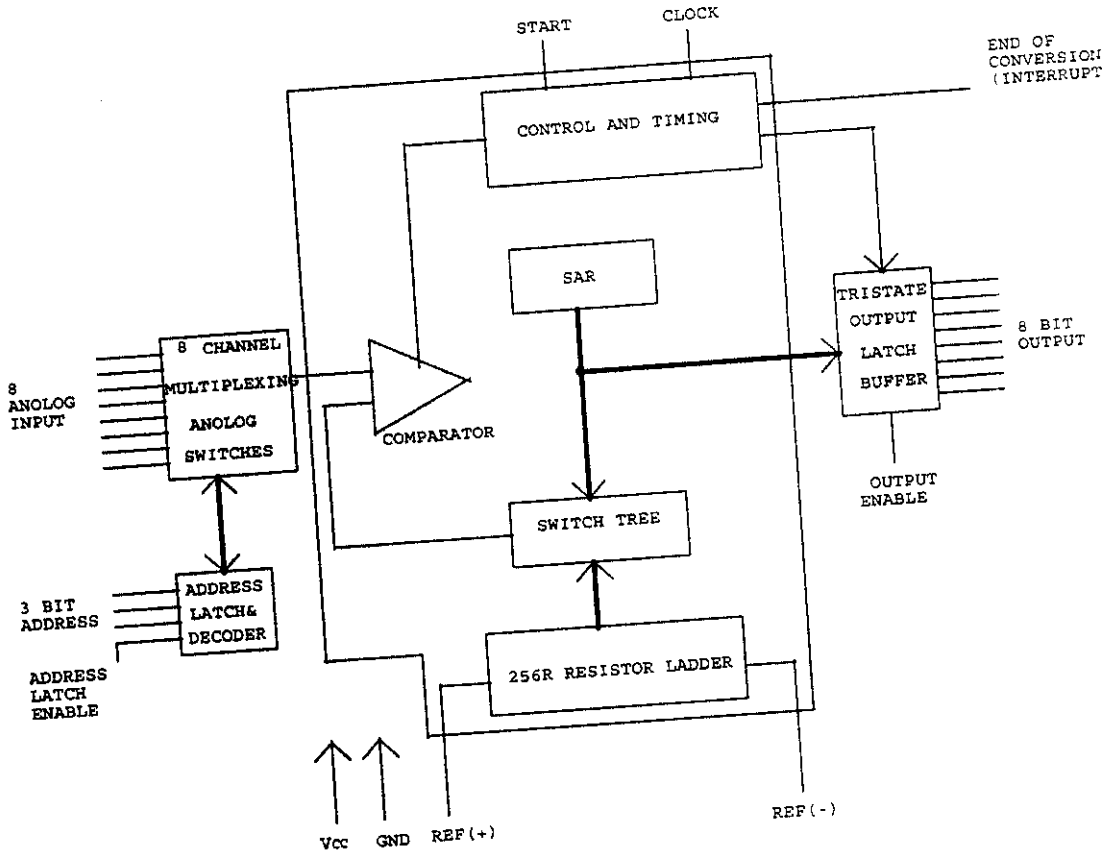 START
CLOCK
END OF
CONVERSION
(INTERRUPT
CONTROL AND TIMING
SAR
TRISTATE
OUTPUT
LATCH
BUFFER
8 BIT
OUTPUT
8 CHANNEL
MULTIPLEXING
ANOLOG
SWITCHES
8
ANOLOG
INPUT
COMPARATOR
OUTPUT
ENABLE
SWITCH TREE
3 BIT
ADDRESS
ADDRESS
LATCH&
DECODER
ADDRESS
LATCH
ENABLE
256R RESISTOR LADDER
Vcc
GND
REF(+)
REF(-)